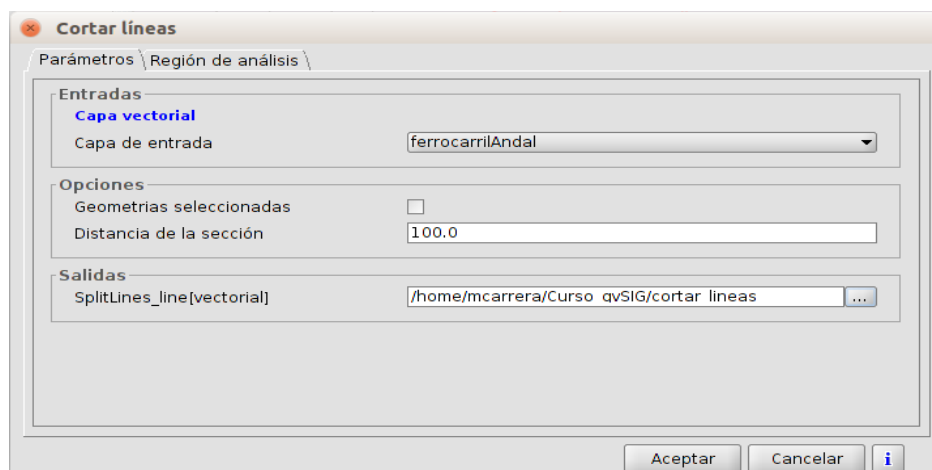 Cortar líneas
Parámetros Región de análisis
Entradas
Capa vectorial
Capa de entrada ferrocarrilAndal
Opciones
Geometrias seleccionadas
Distancia de la sección 100.0
Salidas
SplitLines_line[vectorial] /home/mcarrera/Curso_gvSIG/cortar_lineas ...
Aceptar Cancelar i